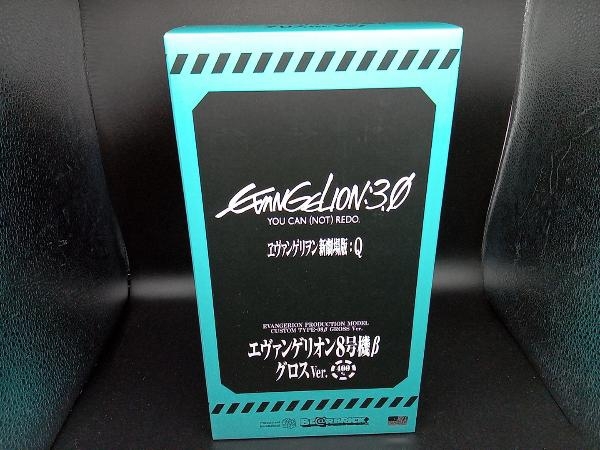 EVANGELION:3.0
YOU CAN (NOT) REDO.
ヱヴァンゲリヲン新劇場版:Q
EVANGERION PRODUCTION MODEL
CUSTOM TYPE-08β GROSS Ver.
エヴァンゲリオン8号機β
グロスVer. 400%
BE@RBRICK